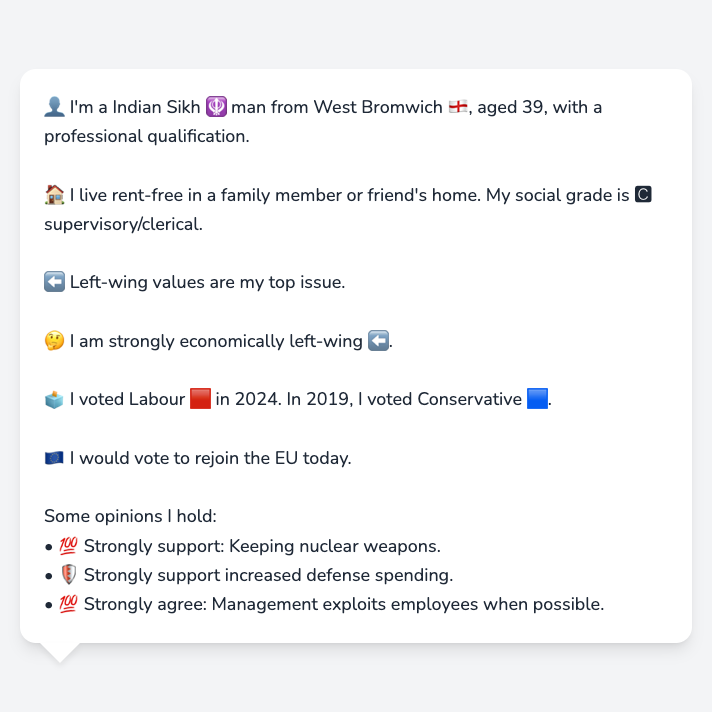 👤 I'm a Indian Sikh 🪯 man from West Bromwich 🏴󠁧󠁢󠁥󠁮󠁧󠁿, aged 39, with a
professional qualification.
🏠 I live rent-free in a family member or friend's home. My social grade is 🅲
supervisory/clerical.
⬅️ Left-wing values are my top issue.
🤔 I am strongly economically left-wing ⬅️.
🗳️ I voted Labour 🟥 in 2024. In 2019, I voted Conservative 🟦.
🇪🇺 I would vote to rejoin the EU today.
Some opinions I hold:
• 💯 Strongly support: Keeping nuclear weapons.
• 🛡️ Strongly support increased defense spending.
• 💯 Strongly agree: Management exploits employees when possible.